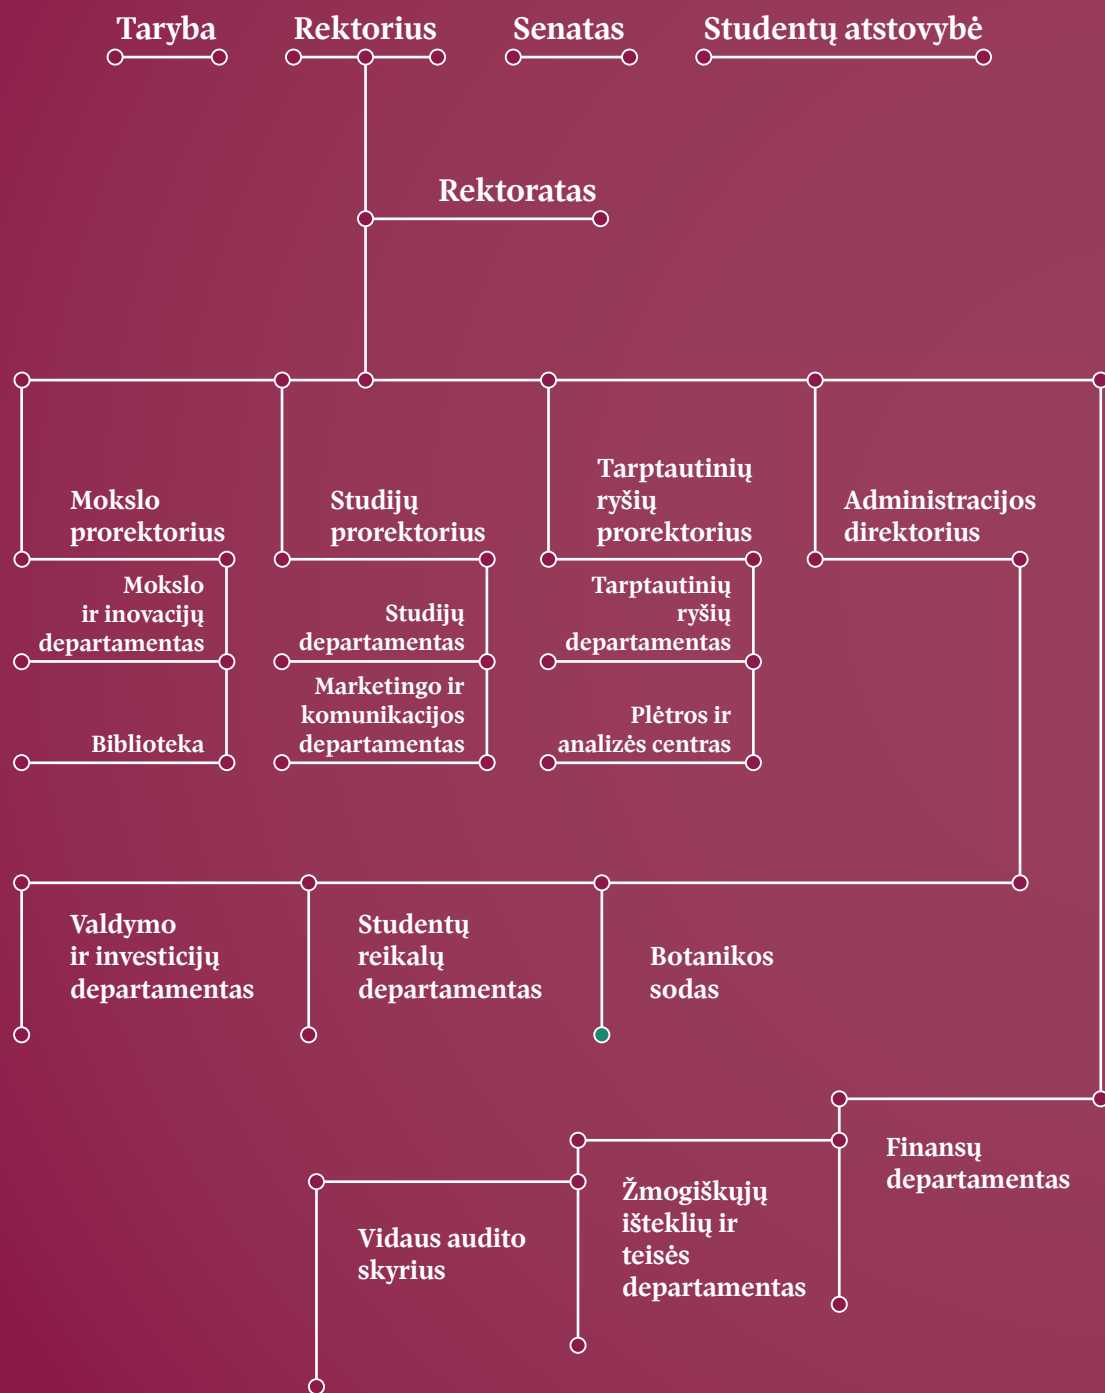 Taryba
Rektorius
Senatas
Studentų atstovybė
Rektoratas
Mokslo
prorektorius
Mokslo
ir inovacijų
departamentas
Biblioteka
Studijų
prorektorius
Studijų
departamentas
Marketingo ir
komunikacijos
departamentas
Tarptautinių
ryšių
prorektorius
Tarptautinių
ryšių
departamentas
Plėtros ir
analizės centras
Administracijos
direktorius
Valdymo
ir investicijų
departamentas
Studentų
reikalų
departamentas
Botanikos
sodas
Finansų
departamentas
Žmogiškųjų
išteklių ir
teisės
departamentas
Vidaus audito
skyrius